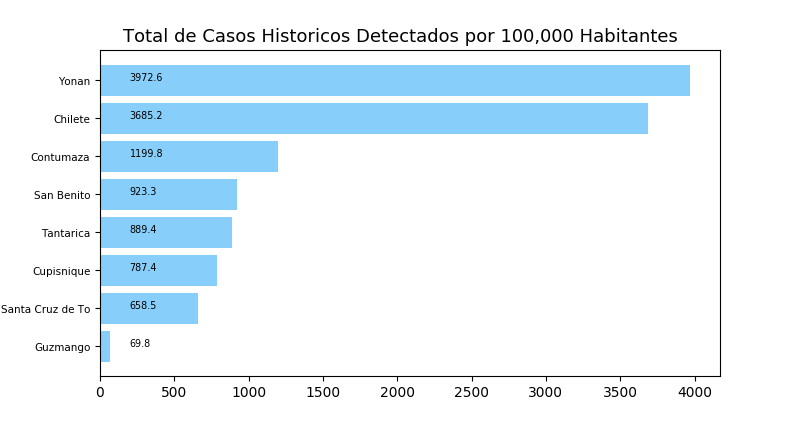 Total de Casos Historicos Detectados por 100,000 Habitantes
Yonan 3972.6
Chilete 3685.2
Contumaza 1199.8
San Benito 923.3
Tantarica 889.4
Cupisnique 787.4
Santa Cruz de To 658.5
Guzmango 69.8
0 500 1000 1500 2000 2500 3000 3500 4000